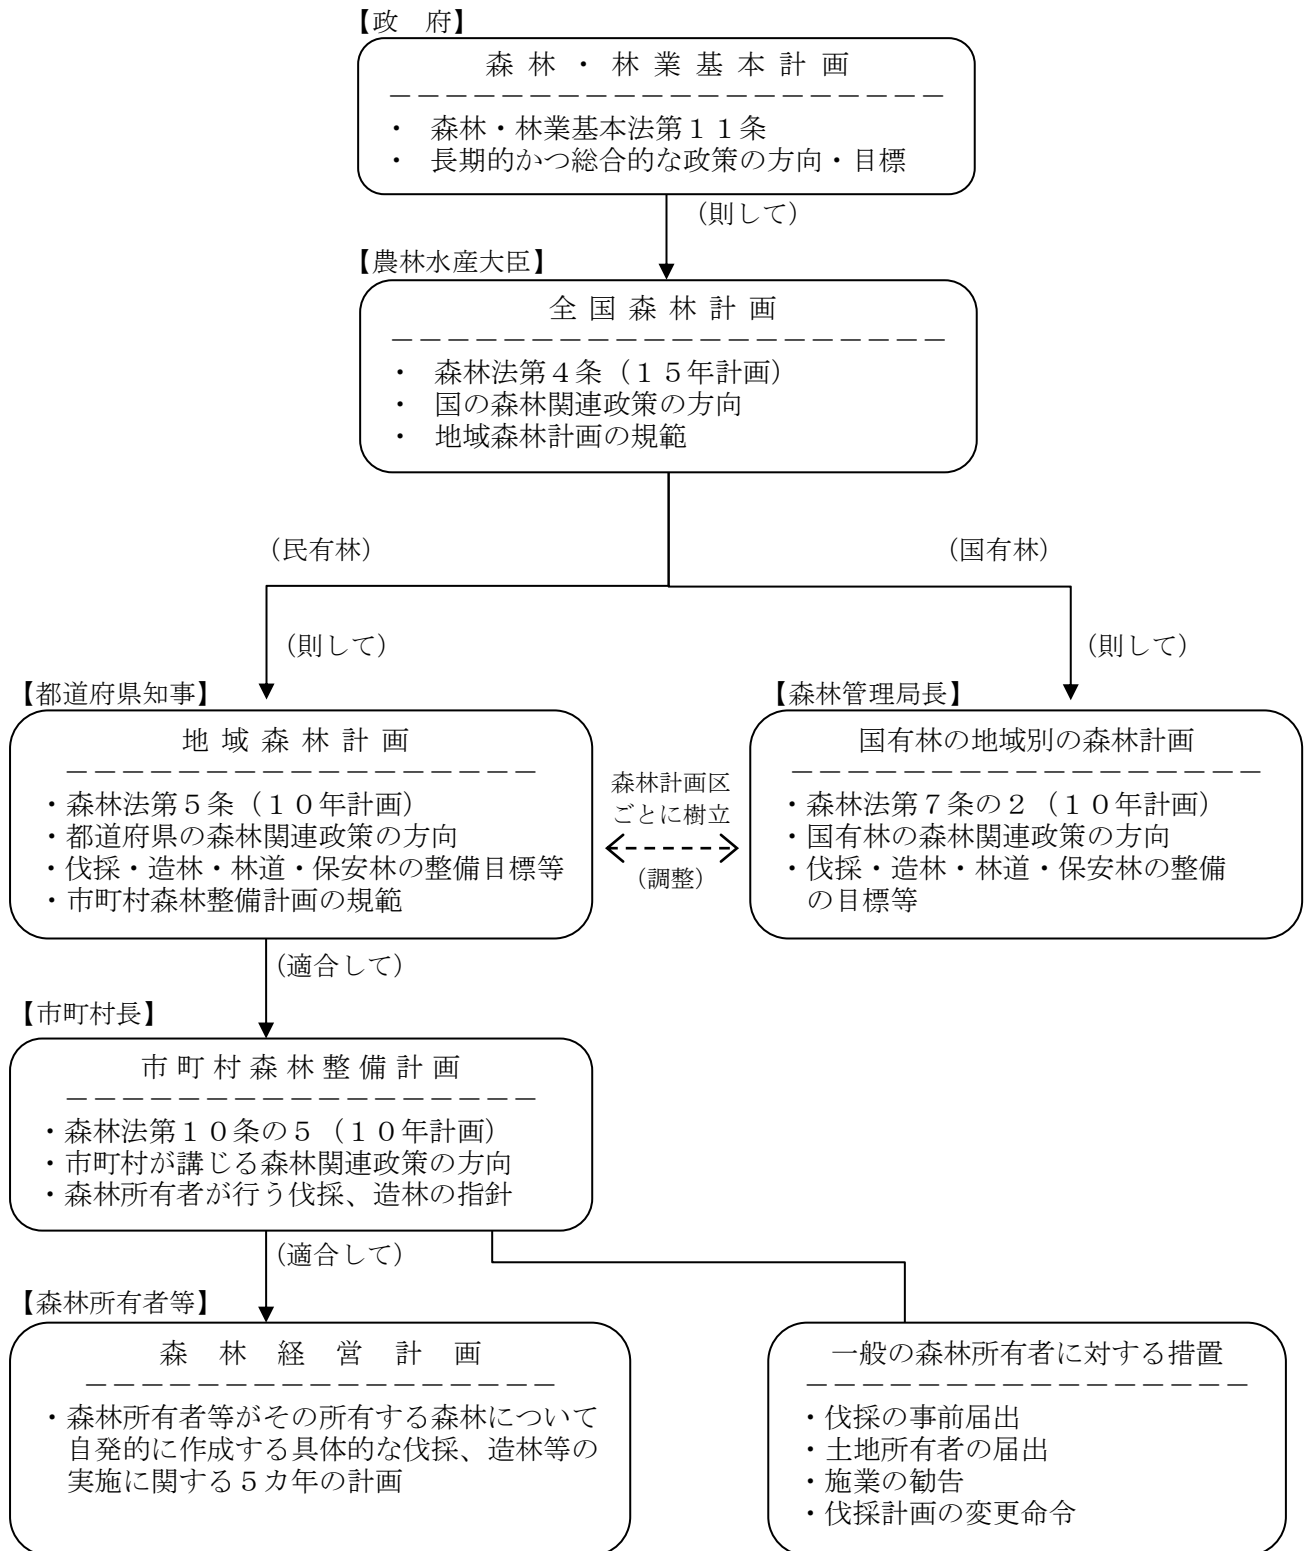 【政　府】
森林・林業基本計画
－－－－－－－－－－－－－－－－－－－－
・　森林・林業基本法第１１条
・　長期的かつ総合的な政策の方向・目標
（則して）
【農林水産大臣】
全国森林計画
－－－－－－－－－－－－－－－－－－－－
・　森林法第４条（１５年計画）
・　国の森林関連政策の方向
・　地域森林計画の規範
（民有林）
（国有林）
（則して）
（則して）
【都道府県知事】
地域森林計画
－－－－－－－－－－－－－－－－－
・森林法第５条（１０年計画）
・都道府県の森林関連政策の方向
・伐採・造林・林道・保安林の整備目標等
・市町村森林整備計画の規範
森林計画区
ごとに樹立
（調整）
【森林管理局長】
国有林の地域別の森林計画
－－－－－－－－－－－－－－－－－
・森林法第７条の２（１０年計画）
・国有林の森林関連政策の方向
・伐採・造林・林道・保安林の整備
の目標等
（適合して）
【市町村長】
市町村森林整備計画
－－－－－－－－－－－－－－－－－
・森林法第１０条の５（１０年計画）
・市町村が講じる森林関連政策の方向
・森林所有者が行う伐採、造林の指針
（適合して）
【森林所有者等】
森　林　経　営　計　画
－－－－－－－－－－－－－－－－－
・森林所有者等がその所有する森林について
自発的に作成する具体的な伐採、造林等の
実施に関する５カ年の計画
一般の森林所有者に対する措置
－－－－－－－－－－－－－－－－
・伐採の事前届出
・土地所有者の届出
・施業の勧告
・伐採計画の変更命令